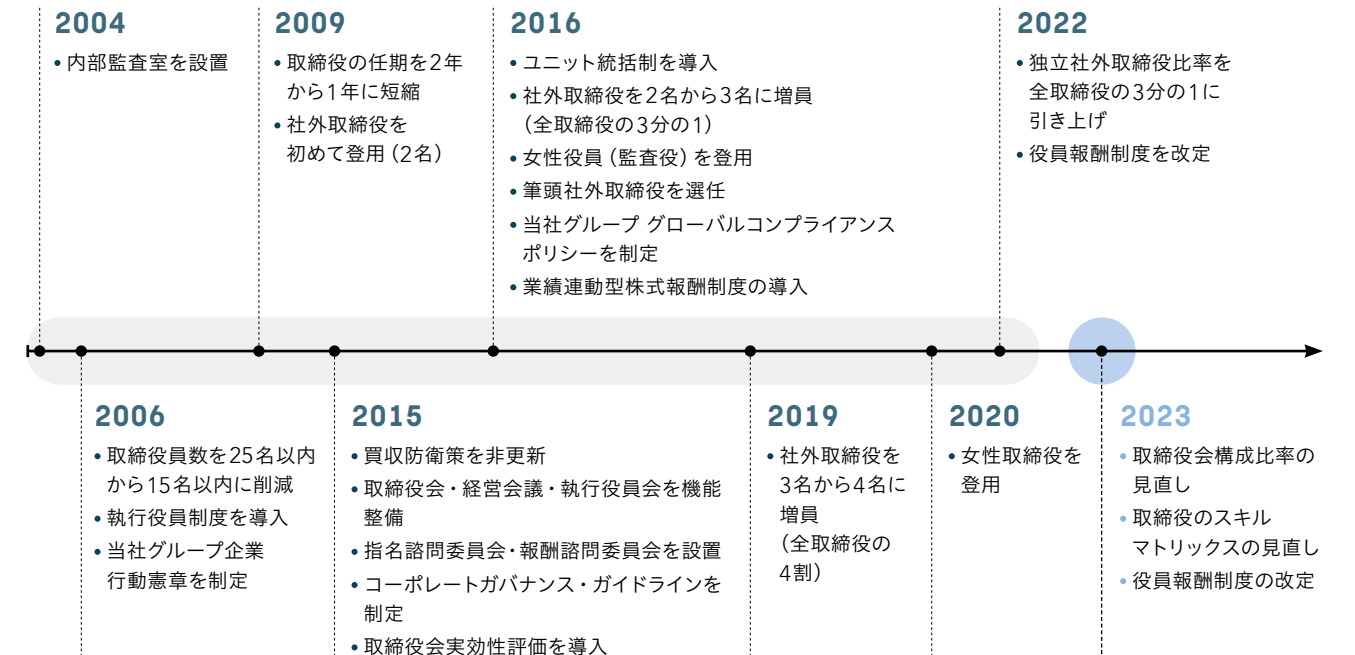 2004
• 内部監査室を設置
2009
• 取締役の任期を2年
から1年に短縮
• 社外取締役を
初めて登用（2名）
2016
• ユニット統括制を導入
• 社外取締役を2名から3名に増員
（全取締役の3分の1）
• 女性役員（監査役）を登用
• 筆頭社外取締役を選任
• 当社グループ グローバルコンプライアンス
ポリシーを制定
• 業績連動型株式報酬制度の導入
2022
• 独立社外取締役比率を
全取締役の3分の1に
引き上げ
• 役員報酬制度を改定
2006
• 取締役員数を25名以内
から15名以内に削減
• 執行役員制度を導入
• 当社グループ企業
行動憲章を制定
2015
• 買収防衛策を非更新
• 取締役会・経営会議・執行役員会を機能
整備
• 指名諮問委員会・報酬諮問委員会を設置
• コーポレートガバナンス・ガイドラインを
制定
• 取締役会実効性評価を導入
2019
• 社外取締役を
3名から4名に
増員
（全取締役の
4割）
2020
• 女性取締役を
登用
2023
• 取締役会構成比率の
見直し
• 取締役のスキル
マトリックスの見直し
• 役員報酬制度の改定